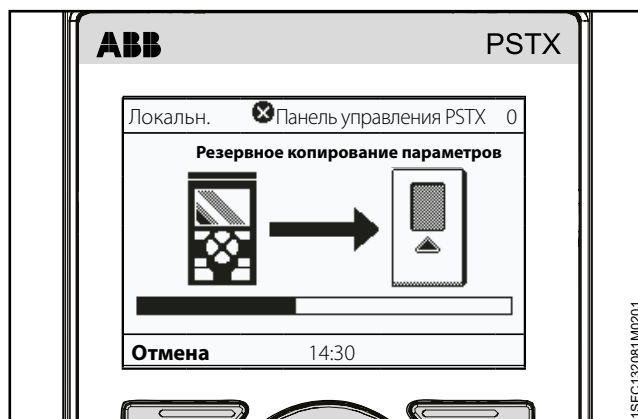 ABB PSTX
Локальн. Панель управления PSTX 0
Резервное копирование параметров
Отмена 14:30
1SFC132081M0201